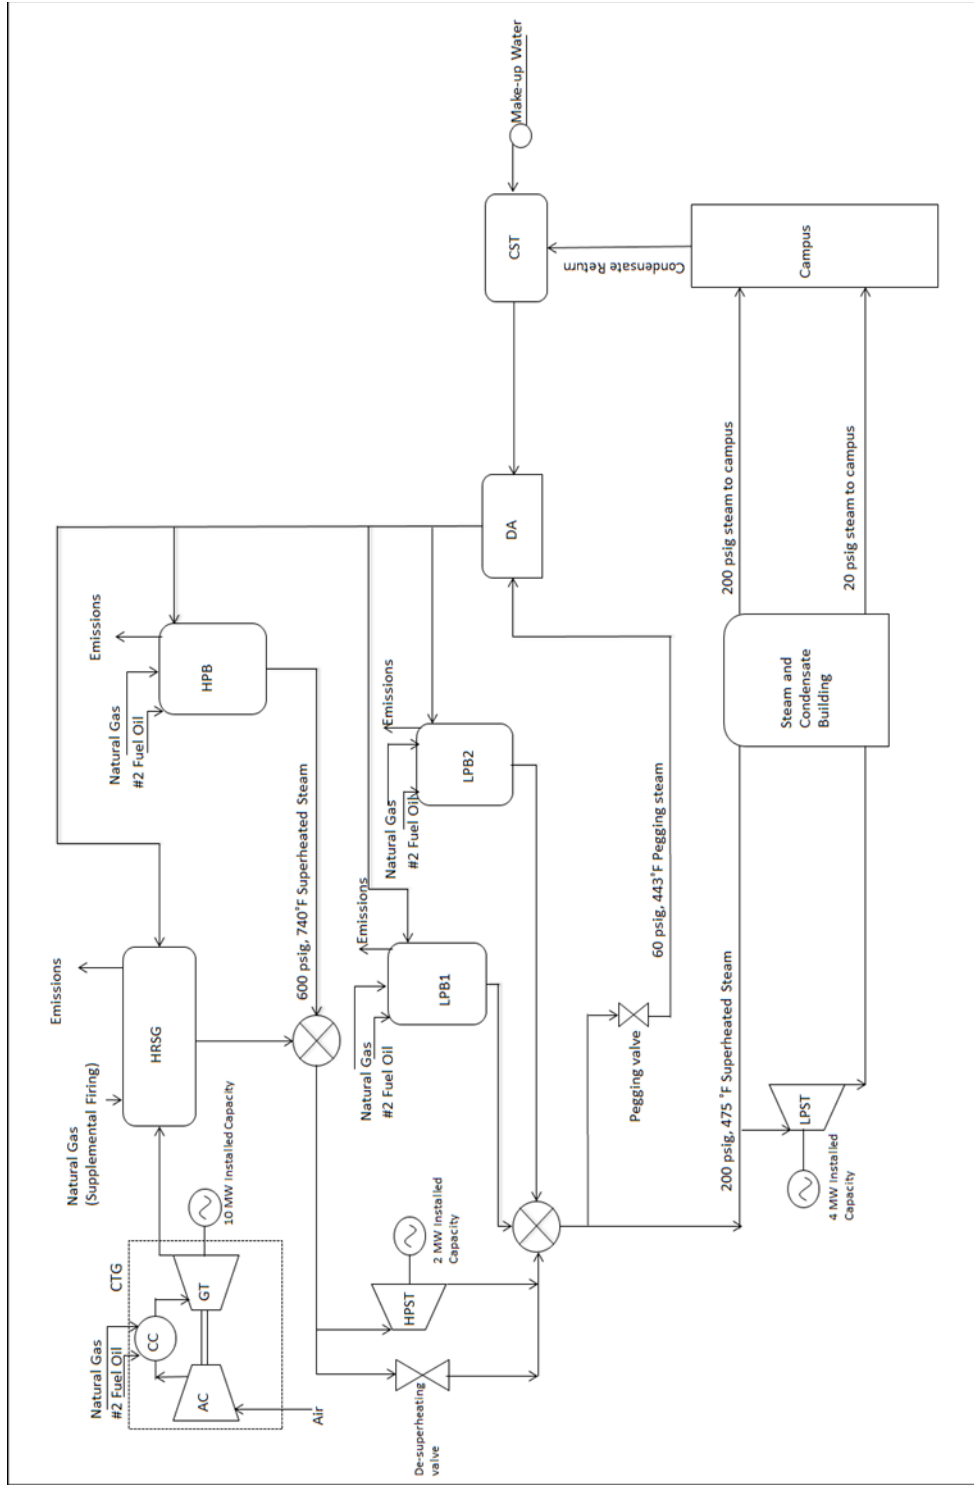 Natural Gas
#2 Fuel Oil
CTG
CC
AC
GT
Air
10 MW Installed Capacity
Natural Gas
(Supplemental Firing)
HRSG
Emissions
Natural Gas
#2 Fuel Oil
HPB
Emissions
600 psig, 740°F Superheated Steam
De-superheating
valve
HPST
2 MW Installed
Capacity
Natural Gas
#2 Fuel Oil
LPB1
Emissions
Natural Gas
#2 Fuel Oil
LPB2
Emissions
DA
CST
Make-up Water
Condensate Return
Pegging valve
60 psig, 443°F Pegging steam
200 psig, 475 °F Superheated Steam
LPST
4 MW Installed
Capacity
Steam and
Condensate
Building
200 psig steam to campus
20 psig steam to campus
Campus